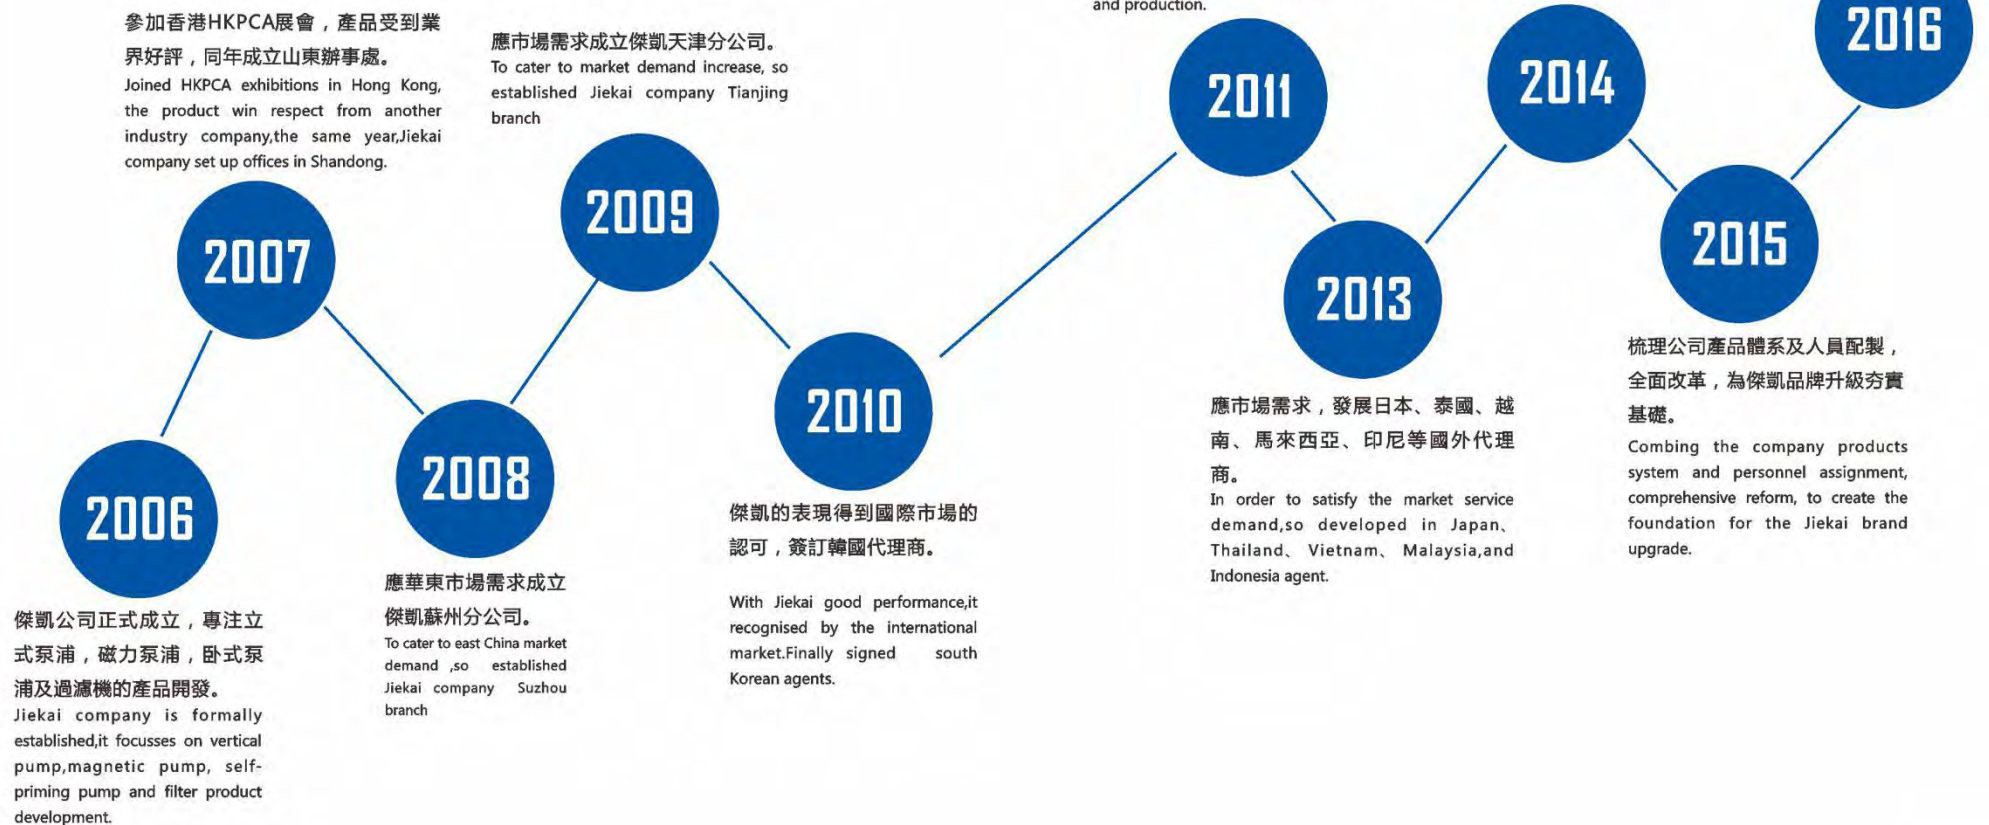 參加香港HKPCA展會，產品受到業
界好評，同年成立山東辦事處。
Joined HKPCA exhibitions in Hong Kong,
the product win respect from another
industry company,the same year,Jiekai
company set up offices in Shandong.
2007
應市場需求成立傑凱天津分公司。
To cater to market demand increase, so
established Jiekai company Tianjing
branch
2009
and production.
2011
2014
2016
2006
傑凱公司正式成立，專注立
式泵浦，磁力泵浦，卧式泵
浦及過濾機的產品開發。
Jiekai company is formally
established,it focusses on vertical
pump,magnetic pump, self-
priming pump and filter product
development.
2008
應華東市場需求成立
傑凱蘇州分公司。
To cater to east China market
demand ,so established
Jiekai company Suzhou
branch
2010
傑凱的表現得到國際市場的
認可，簽訂韓國代理商。
With Jiekai good performance,it
recognised by the international
market.Finally signed south
Korean agents.
2013
應市場需求，發展日本、泰國、越
南、馬來西亞、印尼等國外代理
商。
In order to satisfy the market service
demand,so developed in Japan、
Thailand、 Vietnam、 Malaysia,and
Indonesia agent.
2015
梳理公司產品體系及人員配製，
全面改革，為傑凱品牌升級夯實
基礎。
Combing the company products
system and personnel assignment,
comprehensive reform, to create the
foundation for the Jiekai brand
upgrade.